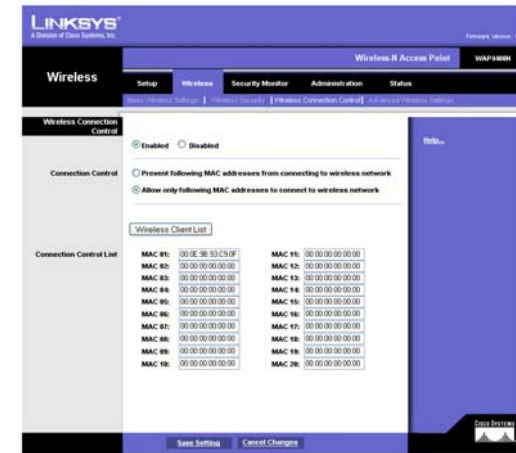 LINKSYS®
A Division of Cisco Systems, Inc.
Firmware Version:
Wireless-N Access Point
WAP4400N
Wireless
Setup
Wireless
Security Monitor
Administration
Status
Basic Wireless Settings | Wireless Security | Wireless Connection Control | Advanced Wireless Settings
Wireless Connection Control
Enabled
Disabled
Help...
Connection Control
Prevent following MAC addresses from connecting to wireless network
Allow only following MAC addresses to connect to wireless network
Wireless Client List
Connection Control List
MAC 01: 00:0E:9B:93:C9:0F MAC 11: 00:00:00:00:00:00
MAC 02: 00:00:00:00:00:00 MAC 12: 00:00:00:00:00:00
MAC 03: 00:00:00:00:00:00 MAC 13: 00:00:00:00:00:00
MAC 04: 00:00:00:00:00:00 MAC 14: 00:00:00:00:00:00
MAC 05: 00:00:00:00:00:00 MAC 15: 00:00:00:00:00:00
MAC 06: 00:00:00:00:00:00 MAC 16: 00:00:00:00:00:00
MAC 07: 00:00:00:00:00:00 MAC 17: 00:00:00:00:00:00
MAC 08: 00:00:00:00:00:00 MAC 18: 00:00:00:00:00:00
MAC 09: 00:00:00:00:00:00 MAC 19: 00:00:00:00:00:00
MAC 10: 00:00:00:00:00:00 MAC 20: 00:00:00:00:00:00
Save Setting
Cancel Changes
CISCO SYSTEMS